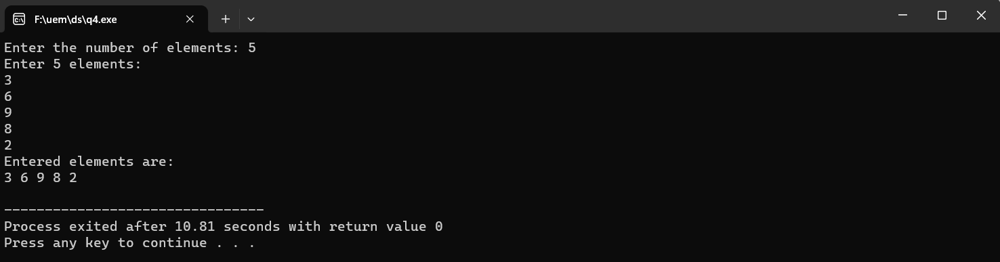 F:\uem\ds\q4.exe
Enter the number of elements: 5
Enter 5 elements:
3
6
9
8
2
Entered elements are:
3 6 9 8 2
--------------------------------
Process exited after 10.81 seconds with return value 0
Press any key to continue . . .